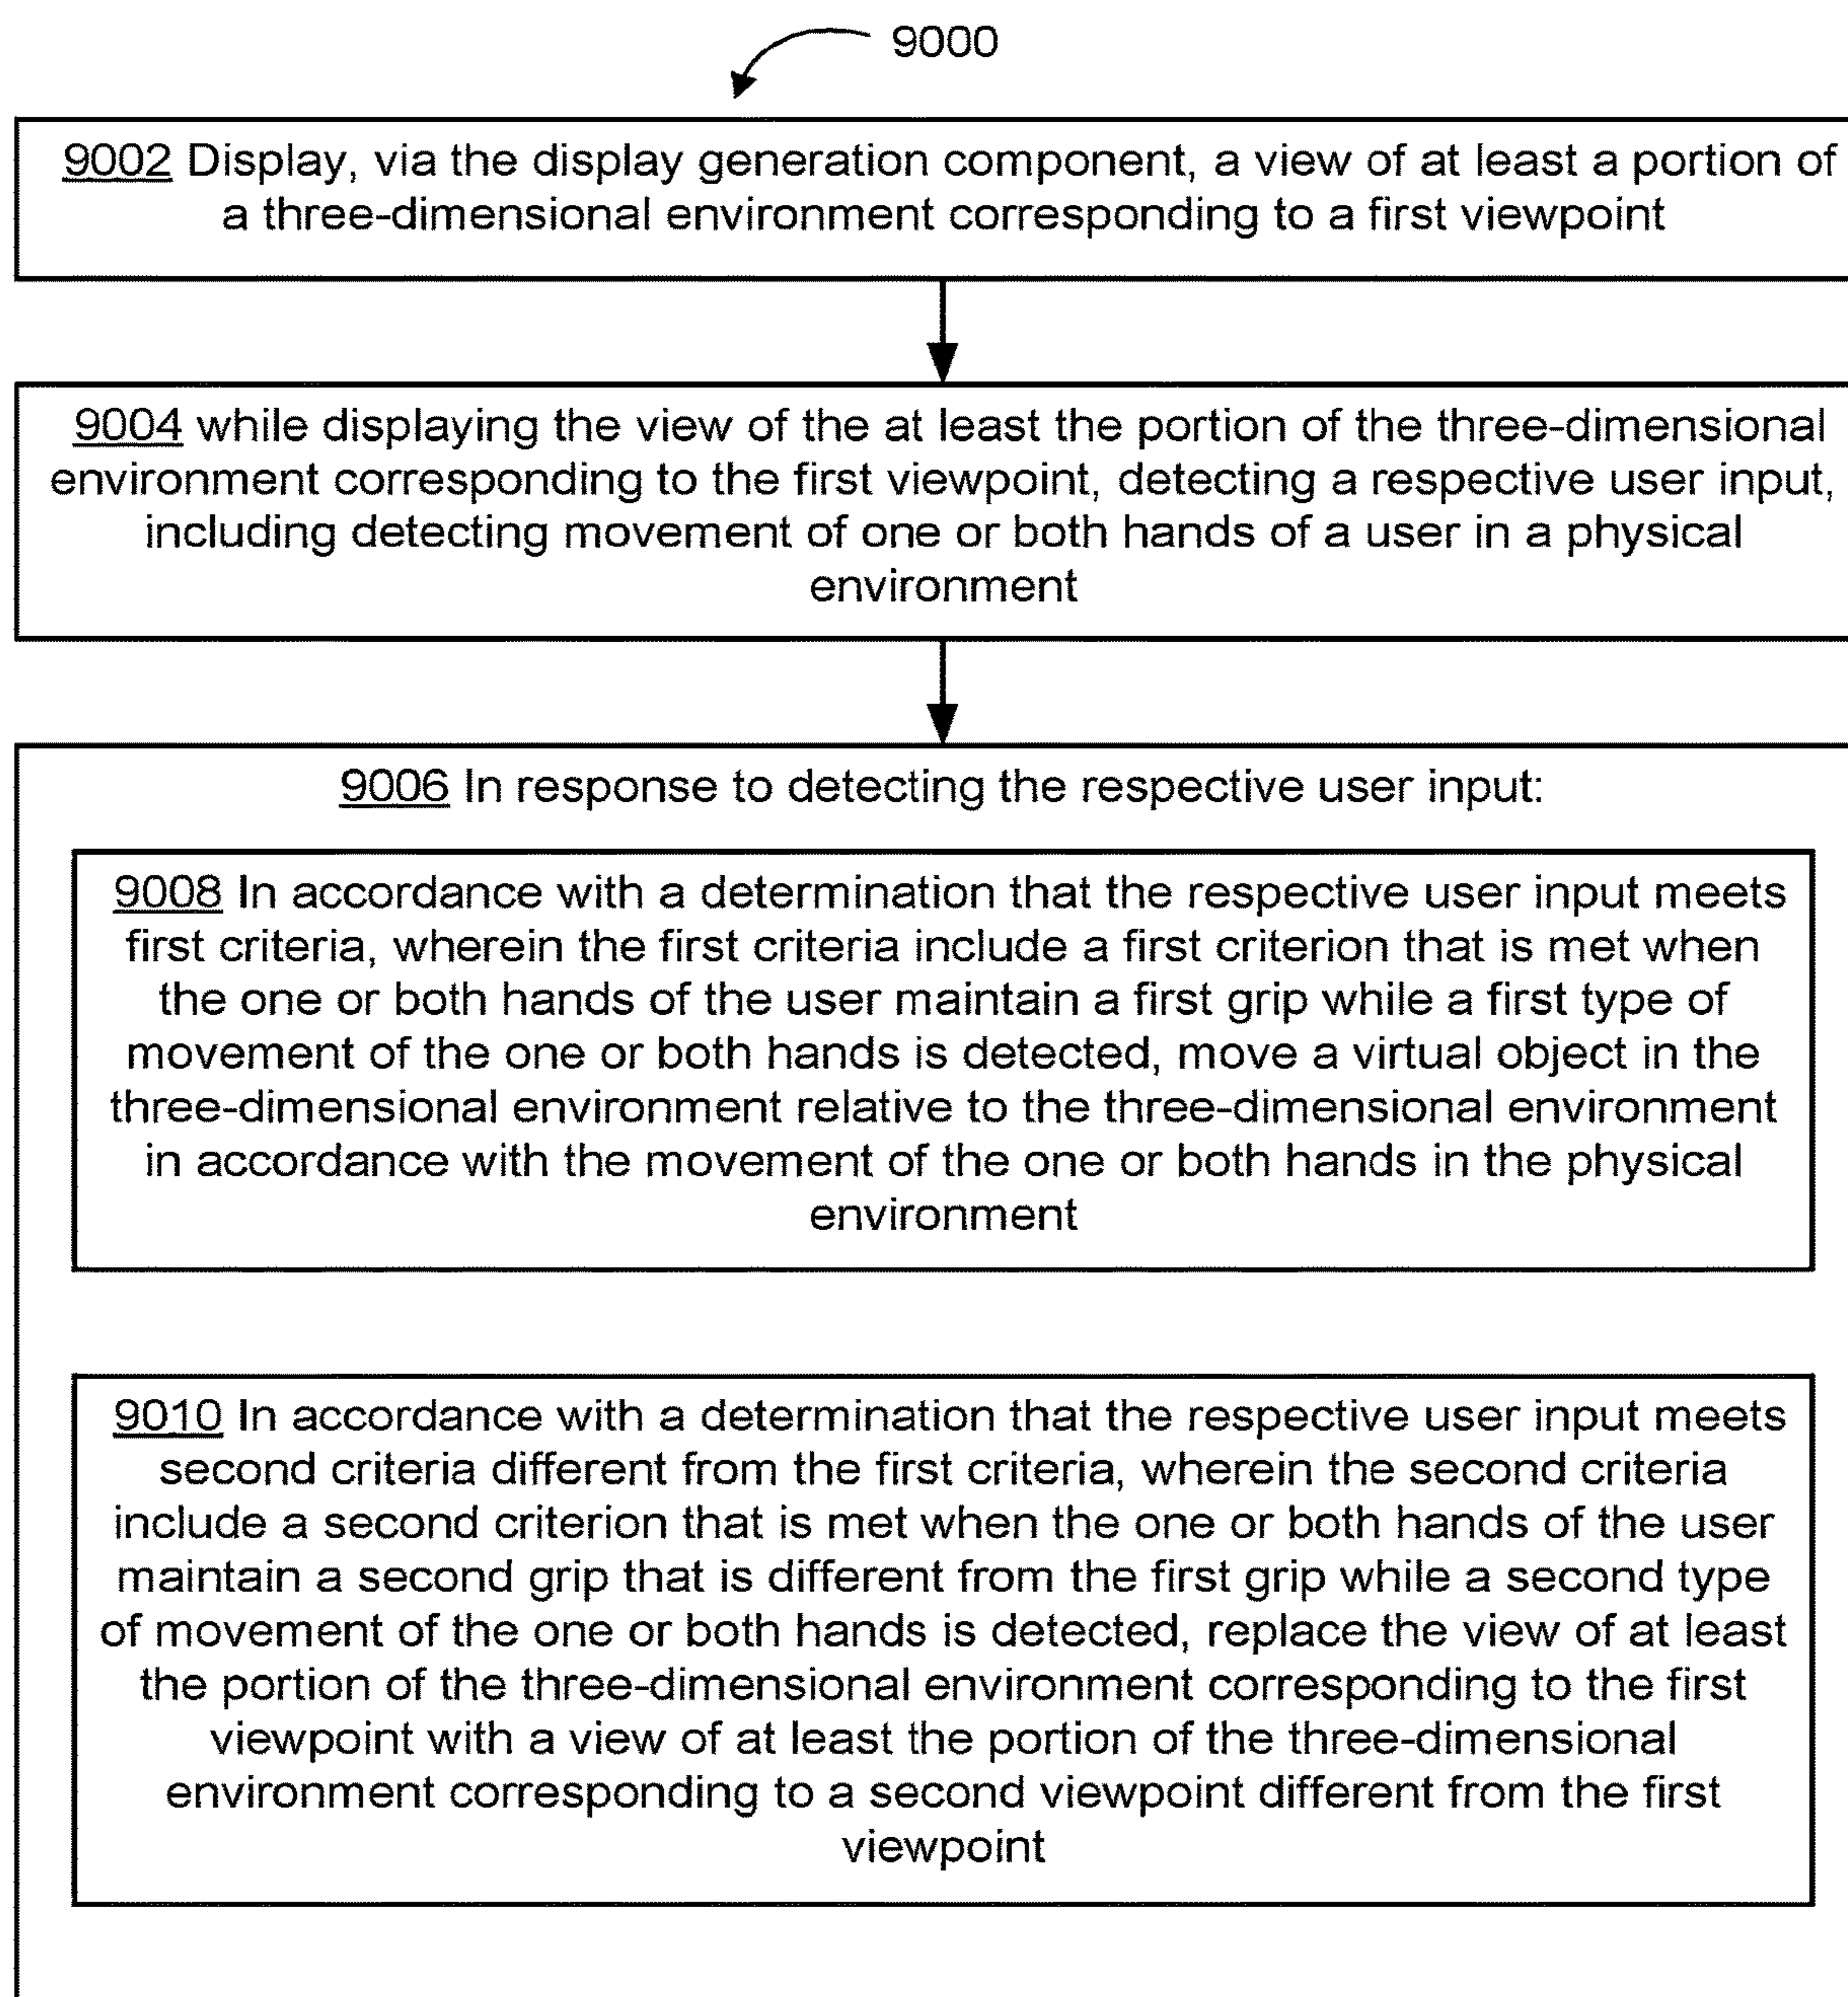 9000
9002 Display, via the display generation component, a view of at least a portion of
a three-dimensional environment corresponding to a first viewpoint
9004 while displaying the view of the at least the portion of the three-dimensional
environment corresponding to the first viewpoint, detecting a respective user input,
including detecting movement of one or both hands of a user in a physical
environment
9006 In response to detecting the respective user input:
9008 In accordance with a determination that the respective user input meets
first criteria, wherein the first criteria include a first criterion that is met when
the one or both hands of the user maintain a first grip while a first type of
movement of the one or both hands is detected, move a virtual object in the
three-dimensional environment relative to the three-dimensional environment
in accordance with the movement of the one or both hands in the physical
environment
9010 In accordance with a determination that the respective user input meets
second criteria different from the first criteria, wherein the second criteria
include a second criterion that is met when the one or both hands of the user
maintain a second grip that is different from the first grip while a second type
of movement of the one or both hands is detected, replace the view of at least
the portion of the three-dimensional environment corresponding to the first
viewpoint with a view of at least the portion of the three-dimensional
environment corresponding to a second viewpoint different from the first
viewpoint